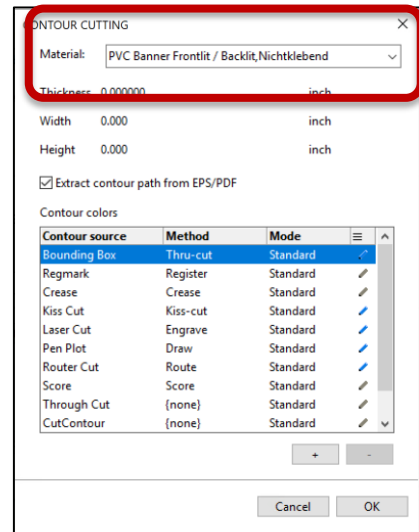 CONTOUR CUTTING
Material: PVC Banner Frontlit / Backlit,Nichtklebend
Thickness 0.000000 inch
Width 0.000 inch
Height 0.000 inch
Extract contour path from EPS/PDF
Contour colors
Contour source Method Mode
Bounding Box Thru-cut Standard
Regmark Register Standard
Crease Crease Standard
Kiss Cut Kiss-cut Standard
Laser Cut Engrave Standard
Pen Plot Draw Standard
Router Cut Route Standard
Score Score Standard
Through Cut {none} Standard
CutContour {none} Standard
+ -
Cancel OK